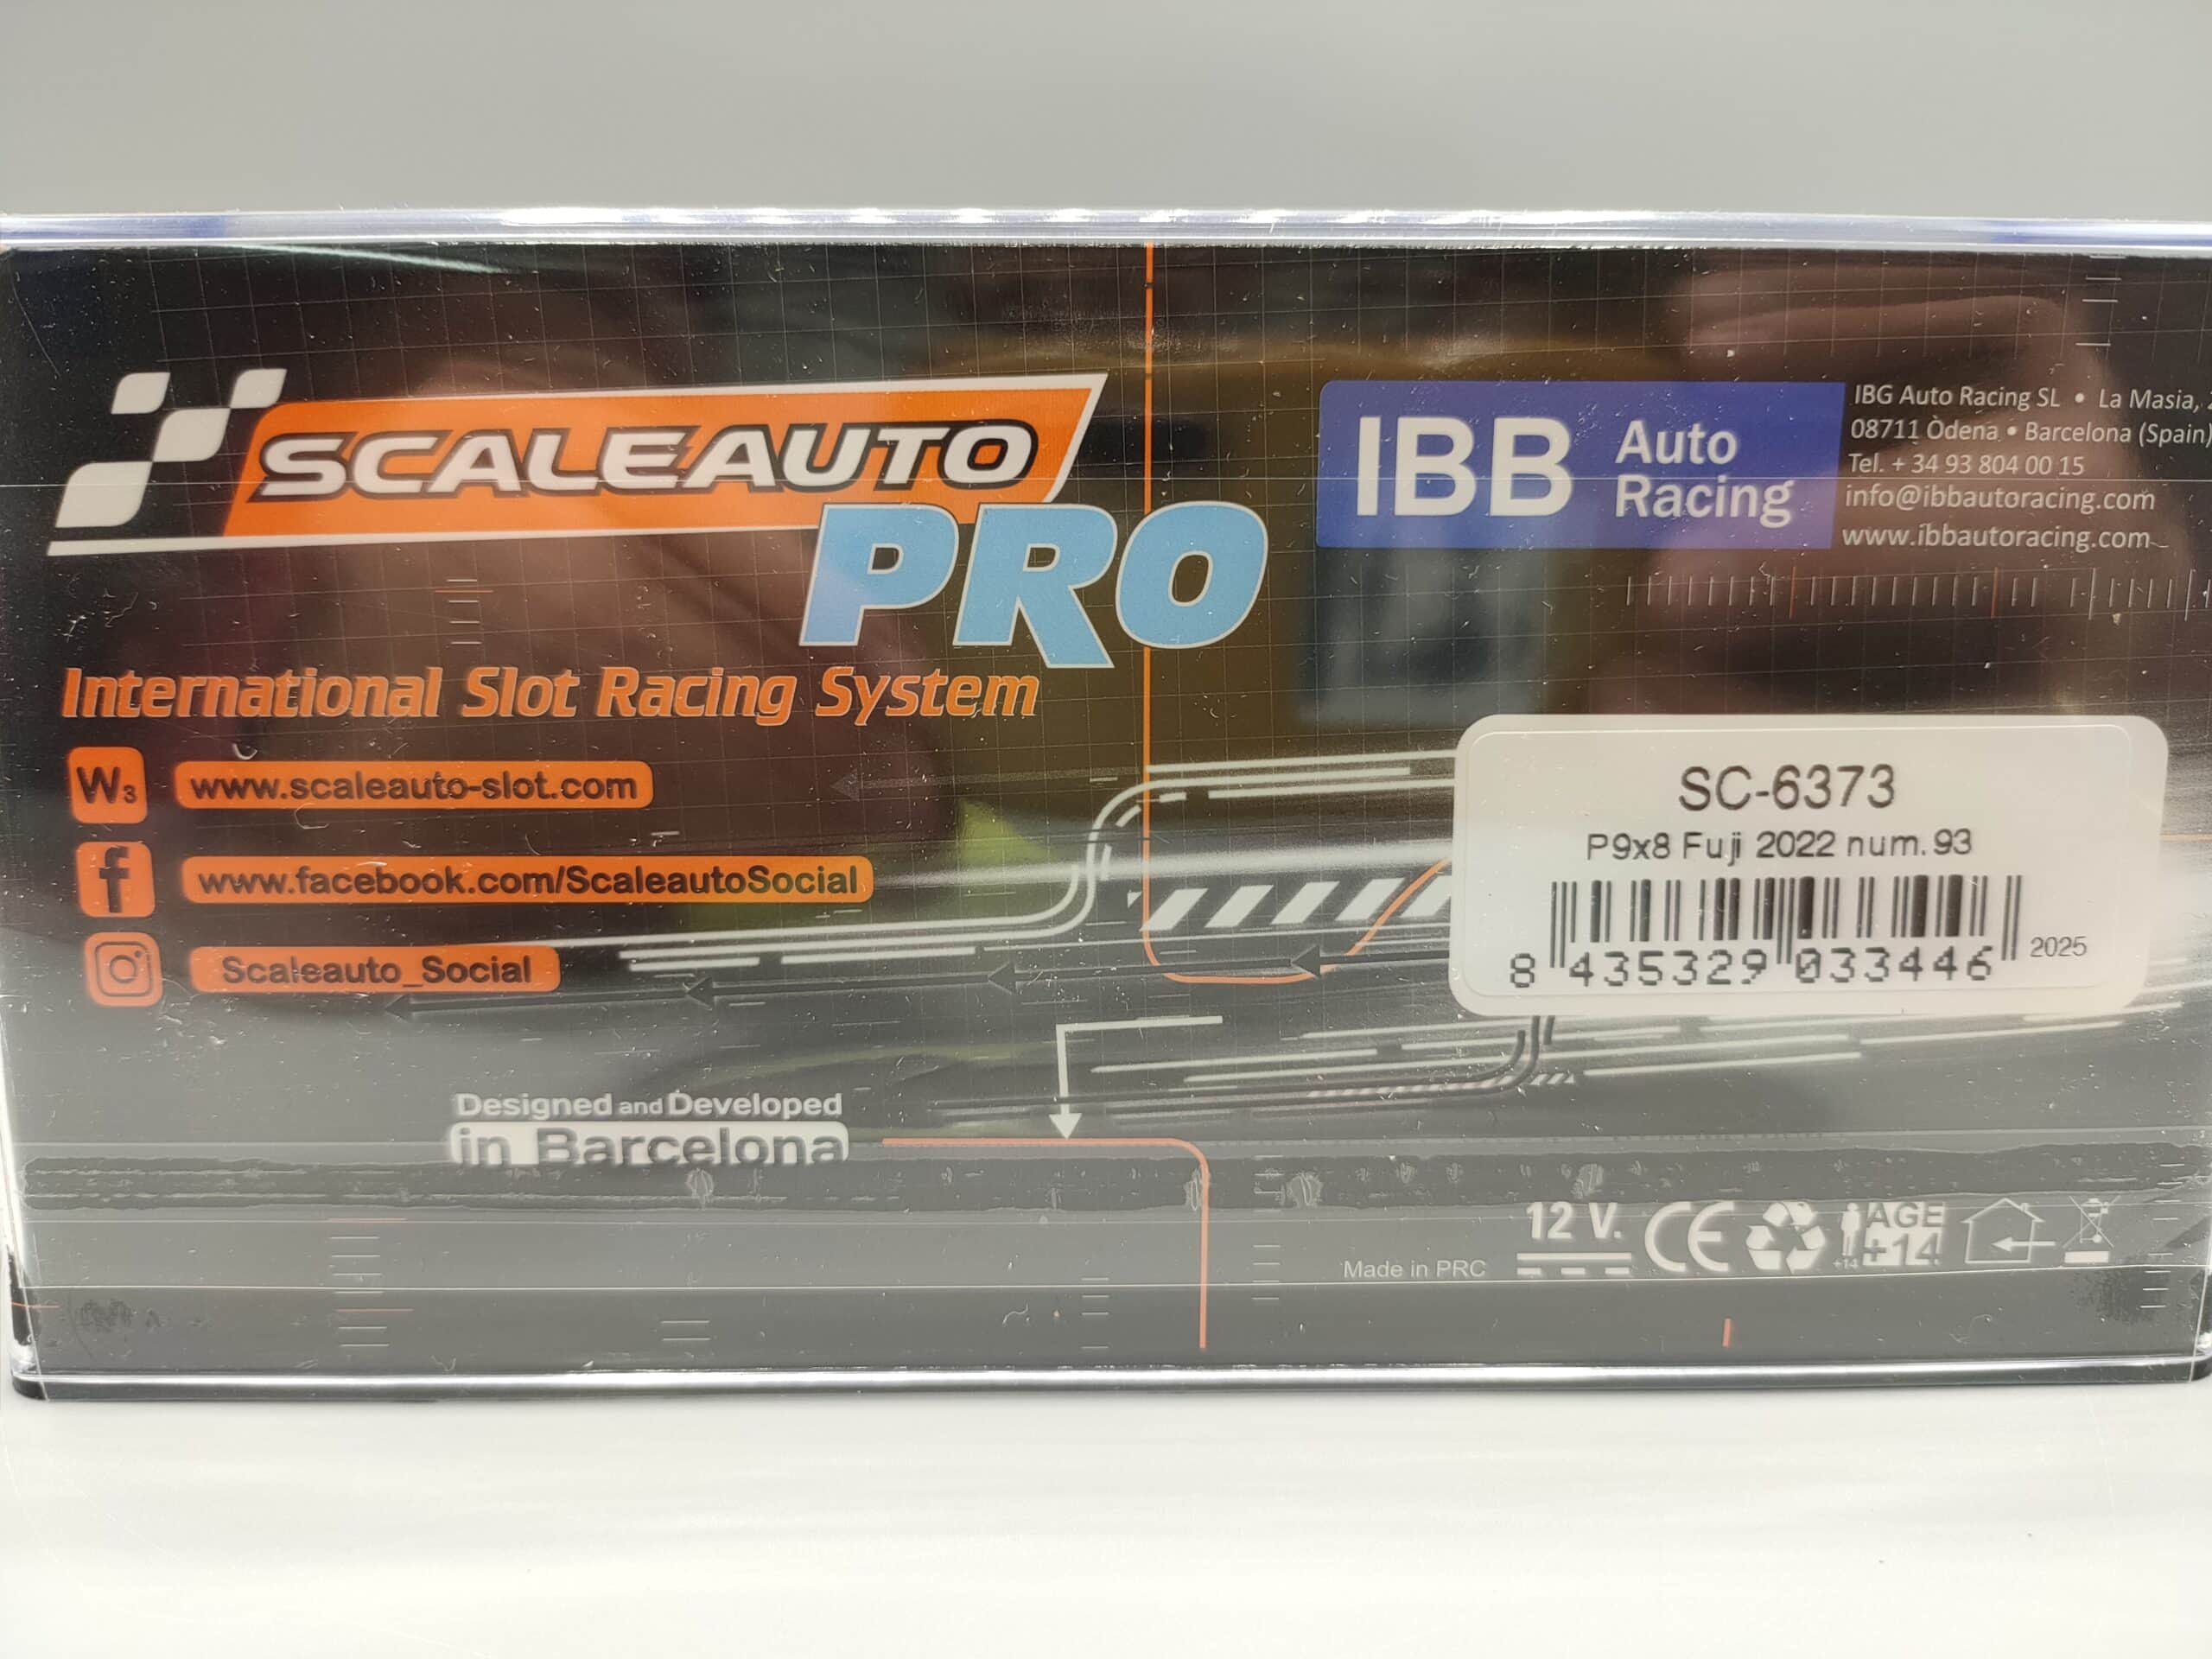 SCALEAUTO
PRO
International Slot Racing System
W3 www.scaleauto-slot.com
f www.facebook.com/ScaleautoSocial
Scaleauto_Social
Designed and Developed
in Barcelona
IBB Auto
Racing
IBG Auto Racing SL • La Masia,
08711 Òdena • Barcelona (Spain)
Tel. + 34 93 804 00 15
info@ibbautoracing.com
www.ibbautoracing.com
SC-6373
P9x8 Fuji 2022 num.93
8 435329 033446 2025
Made in PRC
12 V. CE +14 AGE
+14